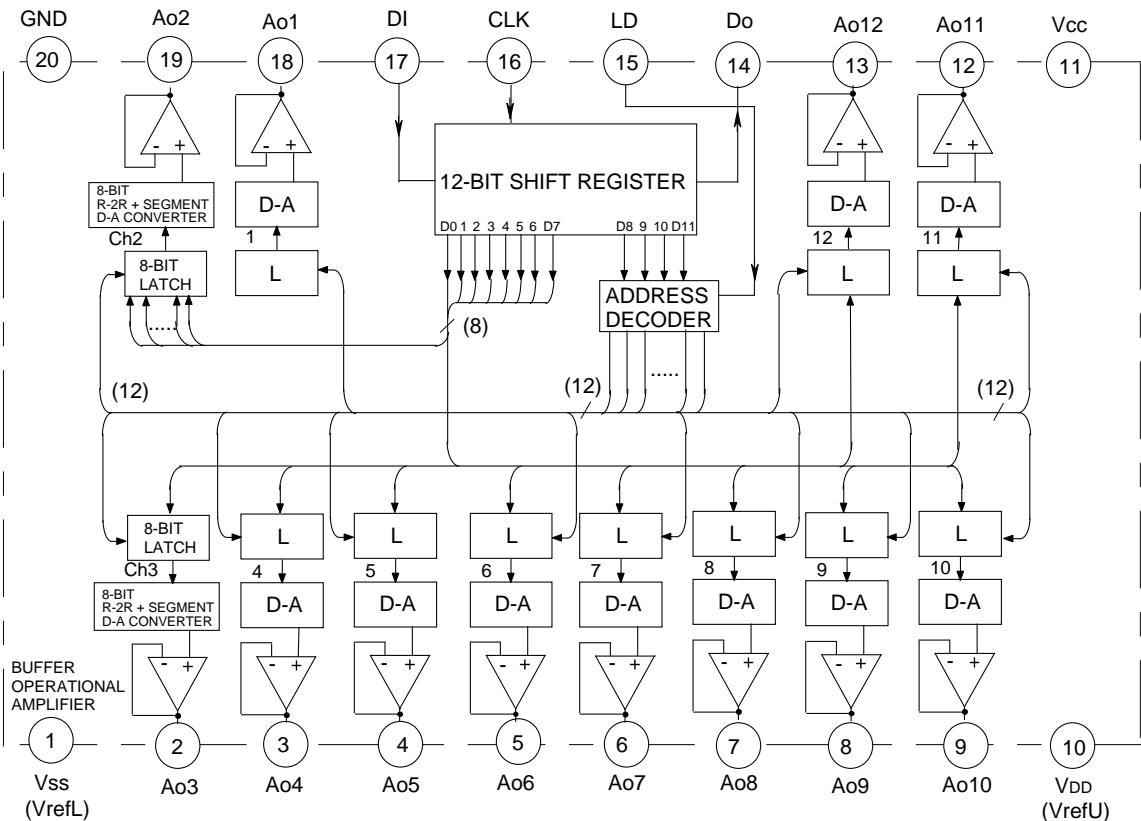 GND Ao2 Ao1 DI CLK LD Do Ao12 Ao11 Vcc
20 19 18 17 16 15 14 13 12 11
- + - + - + - +
12-BIT SHIFT REGISTER
8-BIT
R-2R + SEGMENT
D-A CONVERTER
D-A D-A D-A
D0 1 2 3 4 5 6 D7 D8 9 10 D11
Ch2 1 12 11
8-BIT
LATCH
L L L
ADDRESS
DECODER
.....
(8)
.....
(12) (12) (12)
8-BIT
LATCH
L L L L L L L
Ch3 4 5 6 7 8 9 10
8-BIT
R-2R + SEGMENT
D-A CONVERTER
D-A D-A D-A D-A D-A D-A D-A
- + - + - + - + - + - + - + - +
BUFFER
OPERATIONAL
AMPLIFIER
1 2 3 4 5 6 7 8 9 10
Vss Ao3 Ao4 Ao5 Ao6 Ao7 Ao8 Ao9 Ao10 VDD
(VrefL) (VrefU)